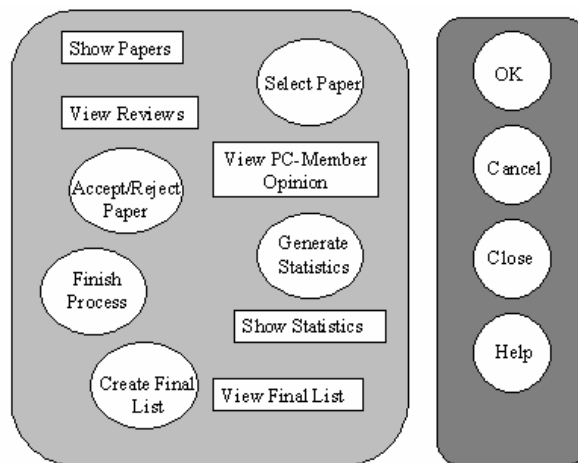 Show Papers
Select Paper
View Reviews
View PC-Member
Opinion
Accept/Reject
Paper
Generate
Statistics
Finish
Process
Show Statistics
Create Final
List
View Final List
OK
Cancel
Close
Help